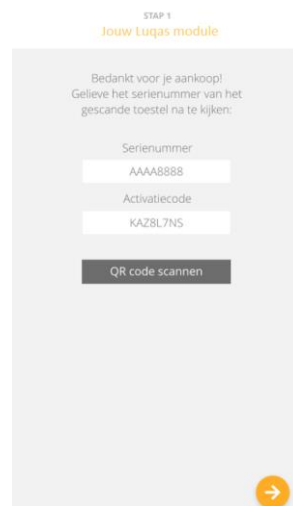 STAP 1
Jouw Luqas module
Bedankt voor je aankoop!
Gelieve het serienummer van het
gescande toestel na te kijken:
Serienummer
AAAA8888
Activatiecode
KAZ8L7NS
QR code scannen